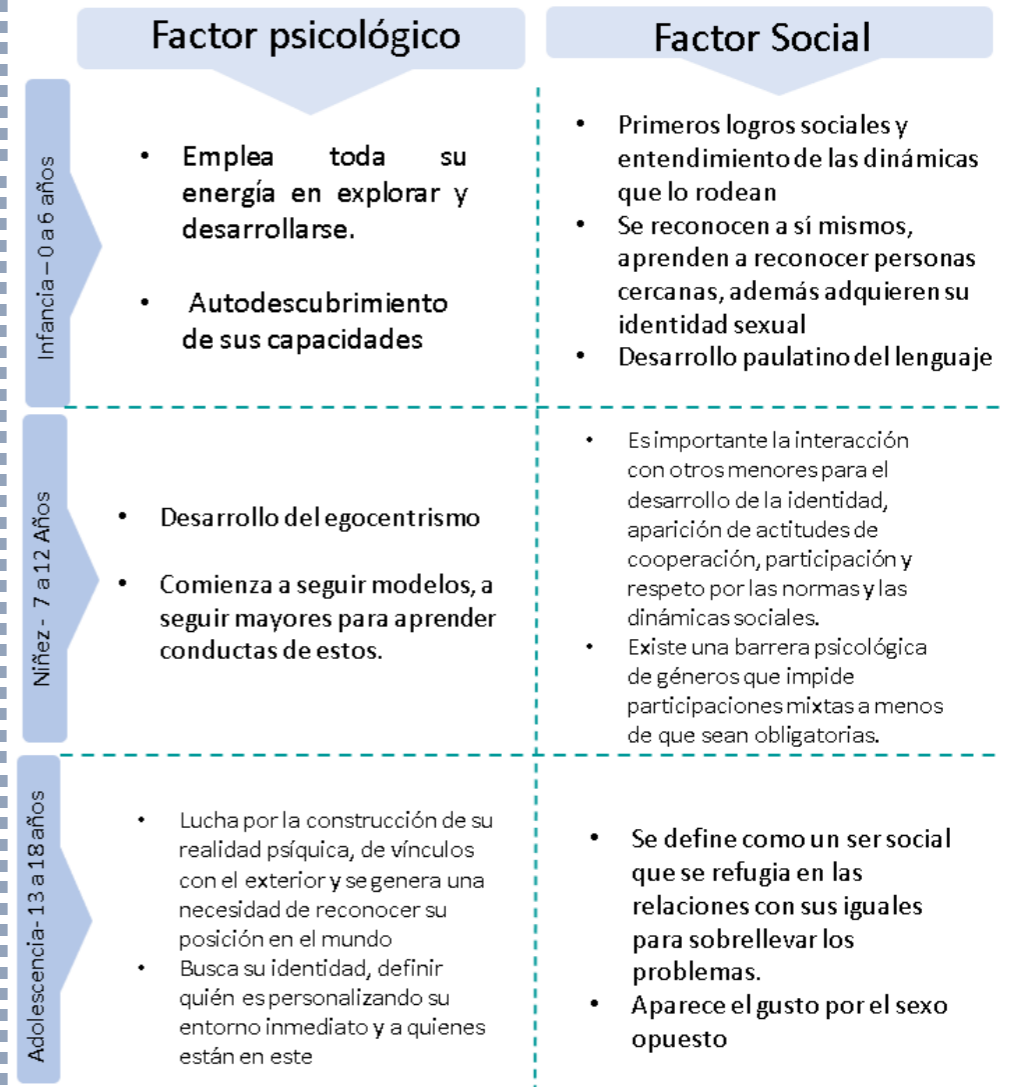 Factor psicológico
Factor Social
Infancia – 0 a 6 años
• Emplea toda su
energía en explorar y
desarrollarse.
• Autodescubrimiento
de sus capacidades
• Primeros logros sociales y
entendimiento de las dinámicas
que lo rodean
• Se reconocen a sí mismos,
aprenden a reconocer personas
cercanas, además adquieren su
identidad sexual
• Desarrollo paulatino del lenguaje
Niñez - 7 a 12 Años
• Desarrollo del egocentrismo
• Comienza a seguir modelos, a
seguir mayores para aprender
conductas de estos.
• Es importante la interacción
con otros menores para el
desarrollo de la identidad,
aparición de actitudes de
cooperación, participación y
respeto por las normas y las
dinámicas sociales.
• Existe una barrera psicológica
de géneros que impide
participaciones mixtas a menos
de que sean obligatorias.
Adolescencia- 13 a 18 años
• Lucha por la construcción de su
realidad psíquica, de vínculos
con el exterior y se genera una
necesidad de reconocer su
posición en el mundo
• Busca su identidad, definir
quién es personalizando su
entorno inmediato y a quienes
están en este
• Se define como un ser social
que se refugia en las
relaciones con sus iguales
para sobrellevar los
problemas.
• Aparece el gusto por el sexo
opuesto